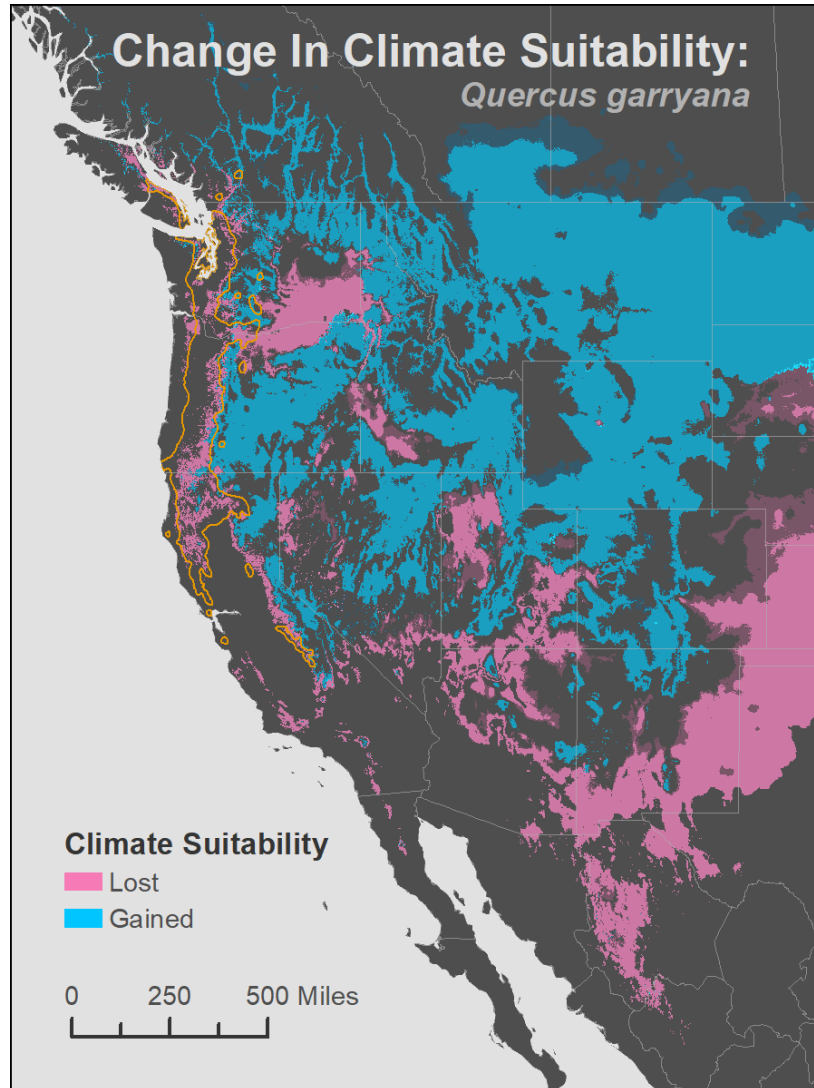 Change In Climate Suitability:
Quercus garryana
Climate Suitability
Lost
Gained
0 250 500 Miles